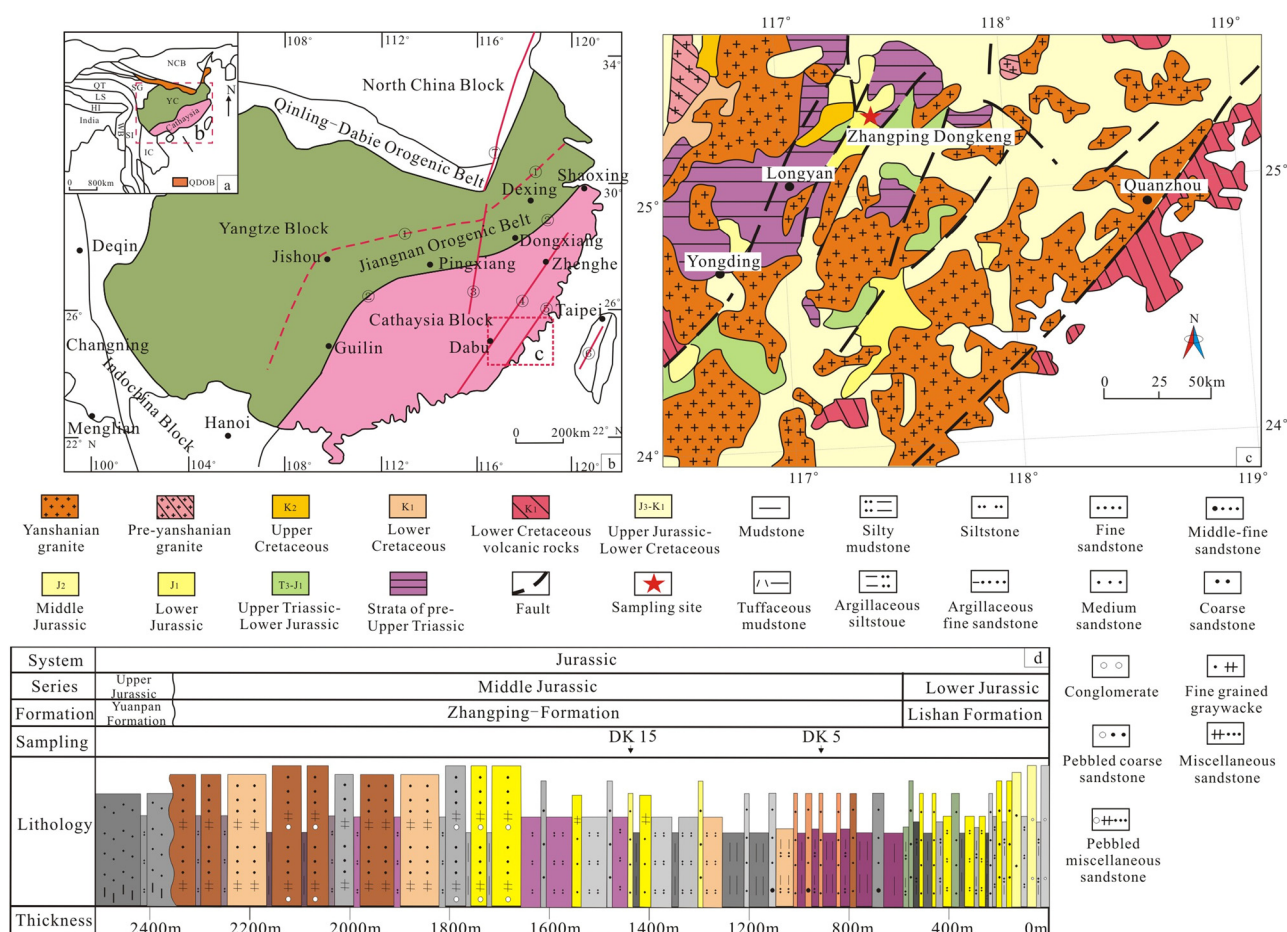 NCB
QT
SG
LS
YC
HI
India
Cathaysia
WB
SI
b
IC
N
0 800km
QDOB
a
108°
112°
116°
120°
34°
North China Block
Qinling-Dabie Orogenic Belt
Shaoxing
Dexing
30°
Yangtze Block
Jiangnan Orogenic Belt
Dongxiang
Deqin
Jishou
Pingxiang
Zhenghe
26°
Cathaysia Block
Taipei
26°
Changning
Guilin
Dabu
c
Indochina Block
Menglian
Hanoi
22° N
0 200km
22° N
100°
104°
108°
112°
116°
120°
b
117°
118°
119°
Zhangping Dongkeng
Longyan
25°
Quanzhou
25°
Yongding
N
0 25 50km
24°
24°
117°
118°
119°
c
K2
K1
K1
J3-K1
Yanshanian granite
Pre-yanshanian granite
Upper Cretaceous
Lower Cretaceous
Lower Cretaceous volcanic rocks
Upper Jurassic-Lower Cretaceous
Mudstone
Silty mudstone
Siltstone
Fine sandstone
Middle-fine sandstone
J2
J1
T3-J1
Middle Jurassic
Lower Jurassic
Upper Triassic-Lower Jurassic
Strata of pre-Upper Triassic
Fault
Sampling site
Tuffaceous mudstone
Argillaceous siltstoue
Argillaceous fine sandstone
Medium sandstone
Coarse sandstone
Conglomerate
Fine grained graywacke
Pebbled coarse sandstone
Miscellaneous sandstone
Pebbled miscellaneous sandstone
System
Jurassic
d
Series
Upper Jurassic
Middle Jurassic
Lower Jurassic
Formation
Yuanpan Formation
Zhangping-Formation
Lishan Formation
Sampling
DK 15
DK 5
Lithology
Thickness
2400m
2200m
2000m
1800m
1600m
1400m
1200m
1000m
800m
600m
400m
200m
0m